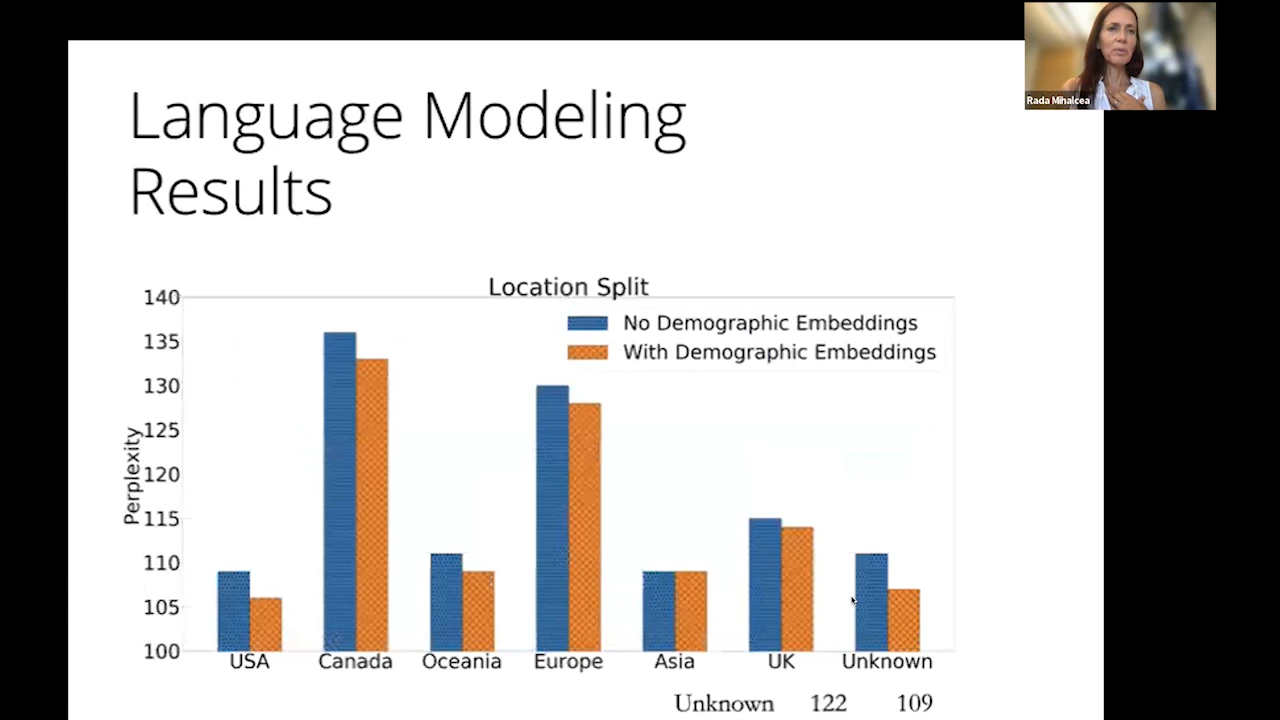 Rada Mihalcea
Language Modeling
Results
Location Split
No Demographic Embeddings
With Demographic Embeddings
Perplexity
140
135
130
125
120
115
110
105
100
USA Canada Oceania Europe Asia UK Unknown
Unknown 122 109